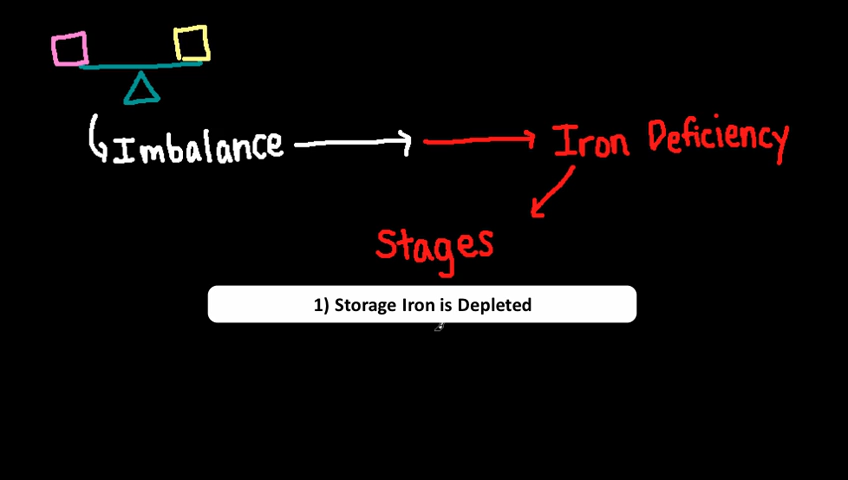 Imbalance Iron Deficiency
Stages
1) Storage Iron is Depleted